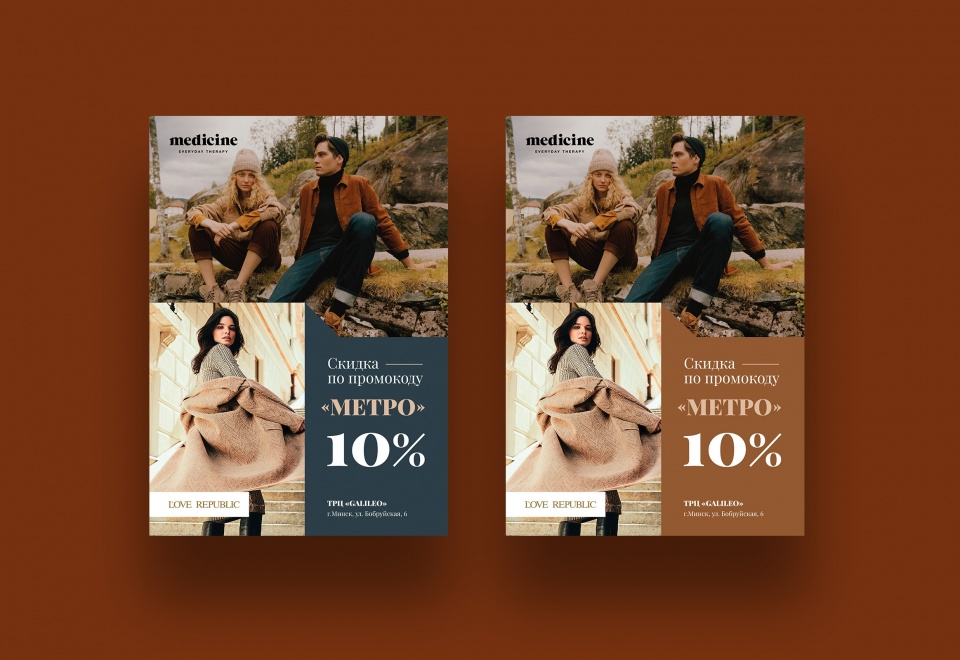 medicine
EVERYDAY THERAPY
Скидка
по промокоду
«МЕТРО»
10%
LOVE REPUBLIC
ТРЦ «GALILEO»
г.Минск, ул. Бобруйская, 6
medicine
EVERYDAY THERAPY
Скидка
по промокоду
«МЕТРО»
10%
LOVE REPUBLIC
ТРЦ «GALILEO»
г.Минск, ул. Бобруйская, 6